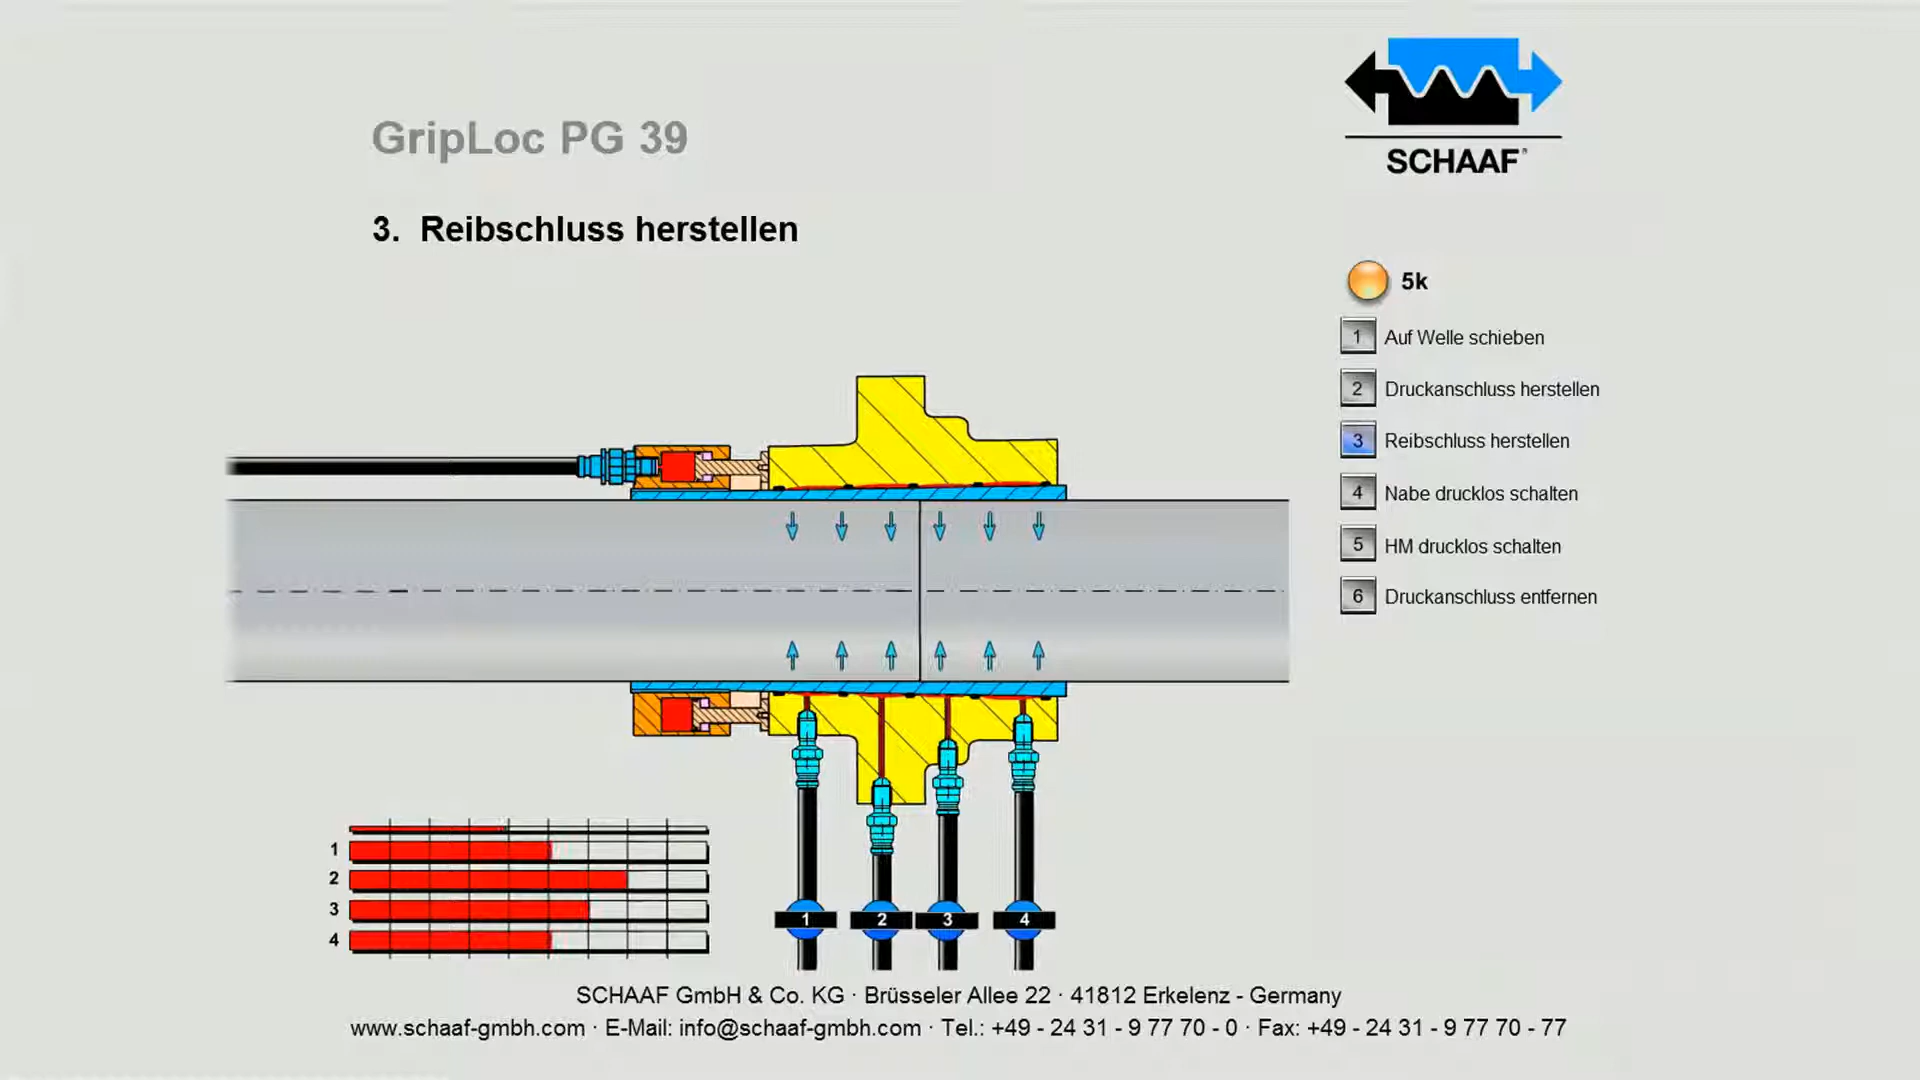 GripLoc PG 39
SCHAAF®
3. Reibschluss herstellen
5k
1 Auf Welle schieben
2 Druckanschluss herstellen
3 Reibschluss herstellen
4 Nabe drucklos schalten
5 HM drucklos schalten
6 Druckanschluss entfernen
1
2
3
4
1 2 3 4
SCHAAF GmbH & Co. KG · Brüsseler Allee 22 · 41812 Erkelenz - Germany
www.schaaf-gmbh.com · E-Mail: info@schaaf-gmbh.com · Tel.: +49 - 24 31 - 9 77 70 - 0 · Fax: +49 - 24 31 - 9 77 70 - 77